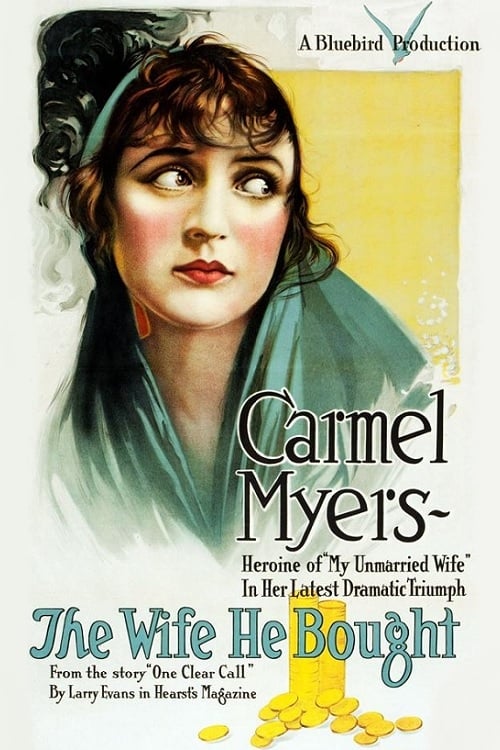 A Bluebird Production
Carmel
Myers~
Heroine of "My Unmarried Wife"
In Her Latest Dramatic Triumph
The Wife He Bought
From the story "One Clear Call"
By Larry Evans in Hearst's Magazine